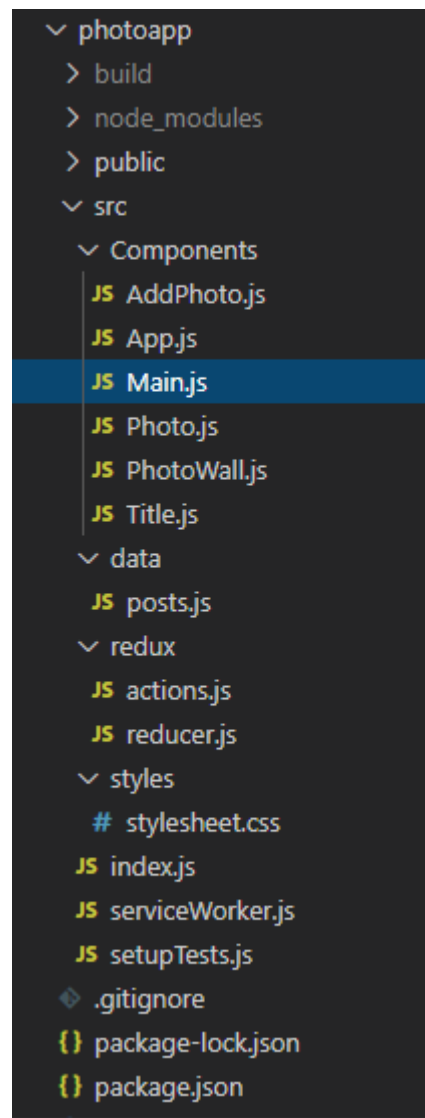 photoapp
build
node_modules
public
src
Components
JS AddPhoto.js
JS App.js
JS Main.js
JS Photo.js
JS PhotoWall.js
JS Title.js
data
JS posts.js
redux
JS actions.js
JS reducer.js
styles
# stylesheet.css
JS index.js
JS serviceWorker.js
JS setupTests.js
.gitignore
{} package-lock.json
{} package.json